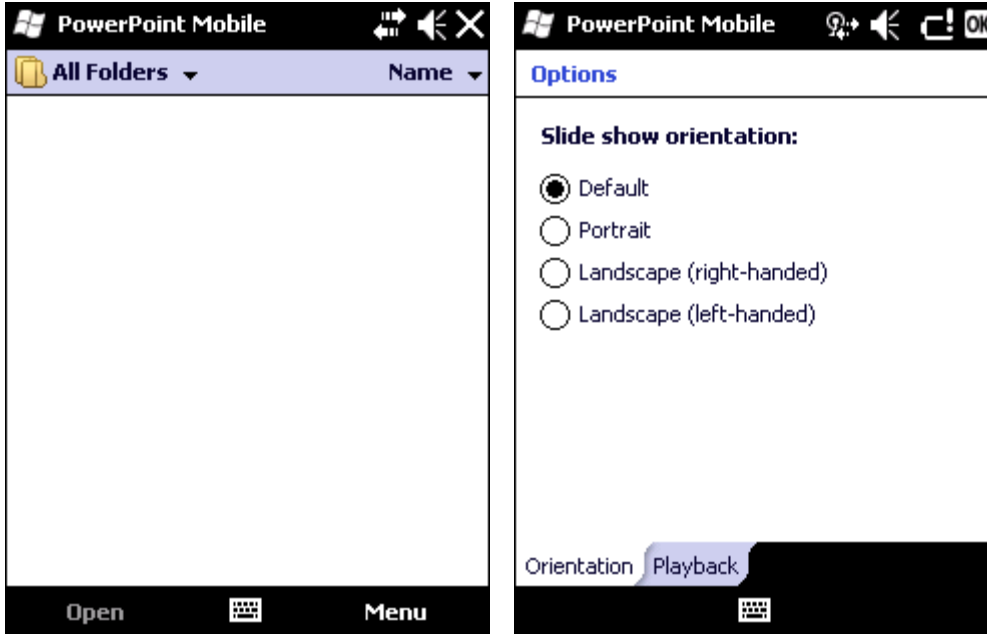 PowerPoint Mobile
All Folders Name
Open Menu
PowerPoint Mobile OK
Options
Slide show orientation:
Default
Portrait
Landscape (right-handed)
Landscape (left-handed)
Orientation Playback